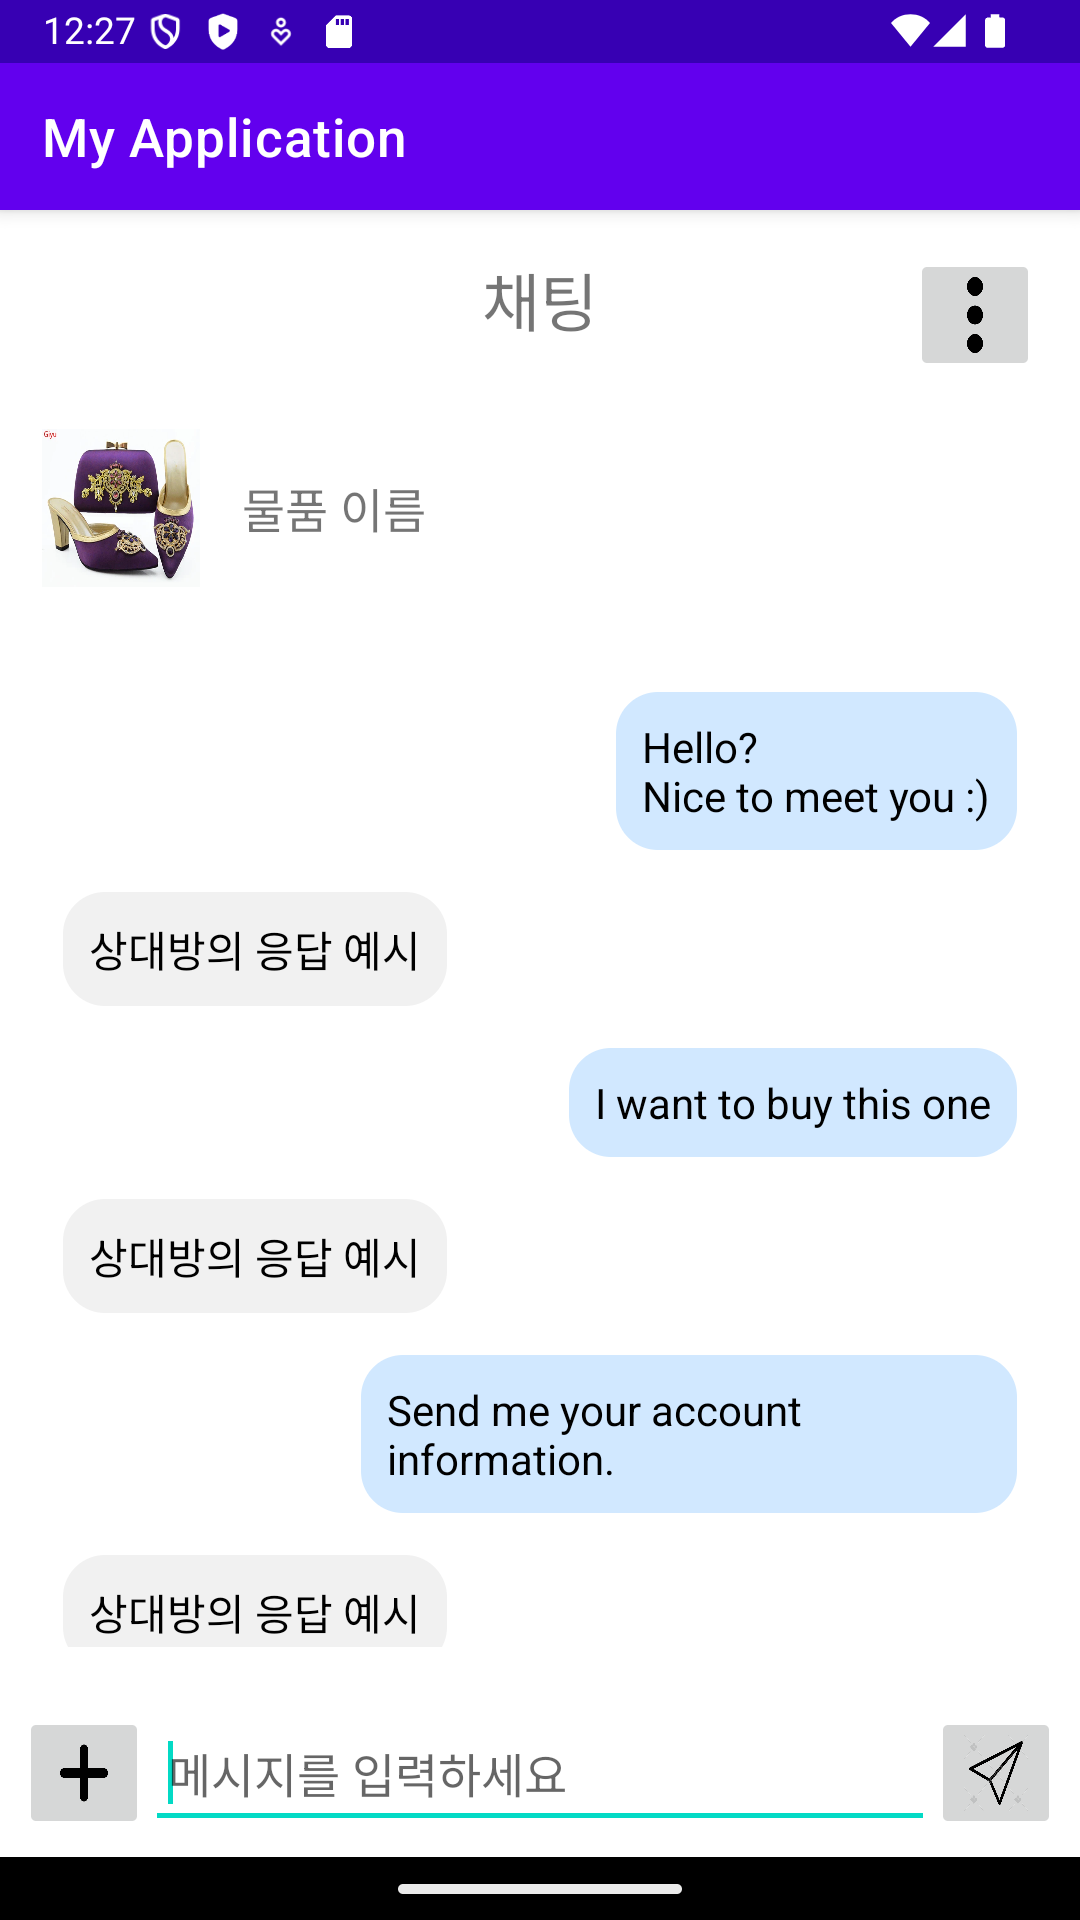 12:27
My Application
채팅
Giyu
물품 이름
Hello?
Nice to meet you :)
상대방의 응답 예시
I want to buy this one
상대방의 응답 예시
Send me your account
information.
상대방의 응답 예시
메시지를 입력하세요